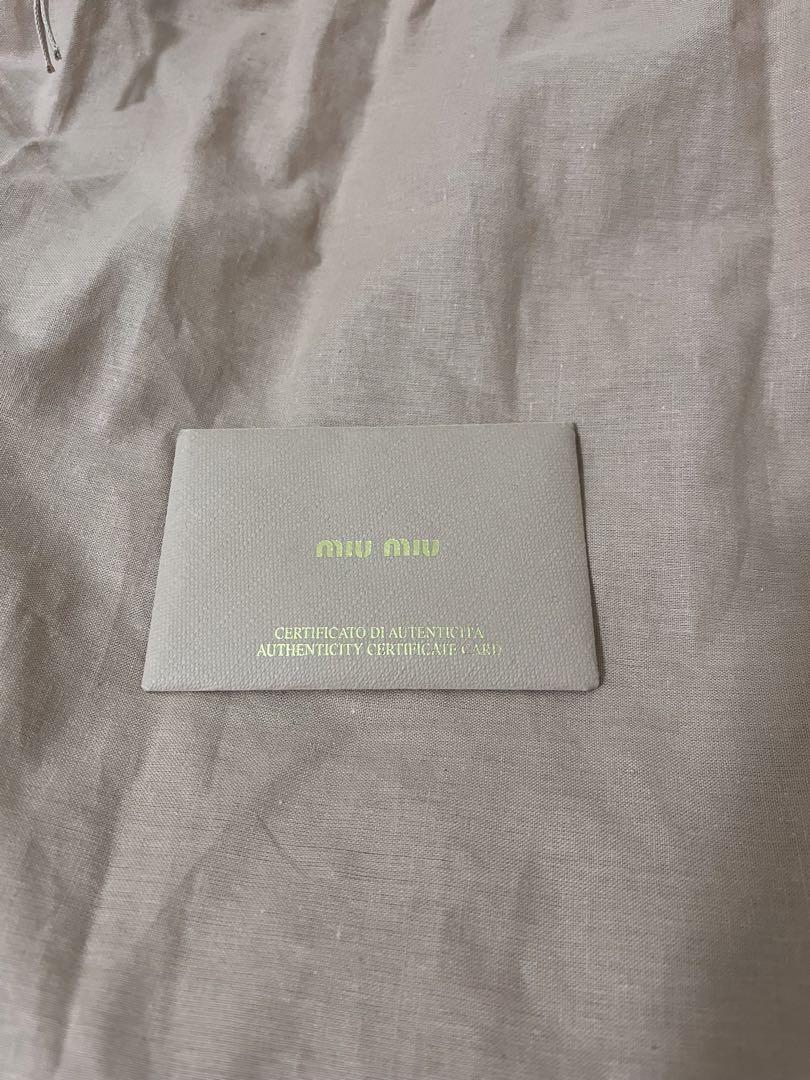 miu miu
CERTIFICATO DI AUTENTICITA
AUTHENTICITY CERTIFICATE CARD